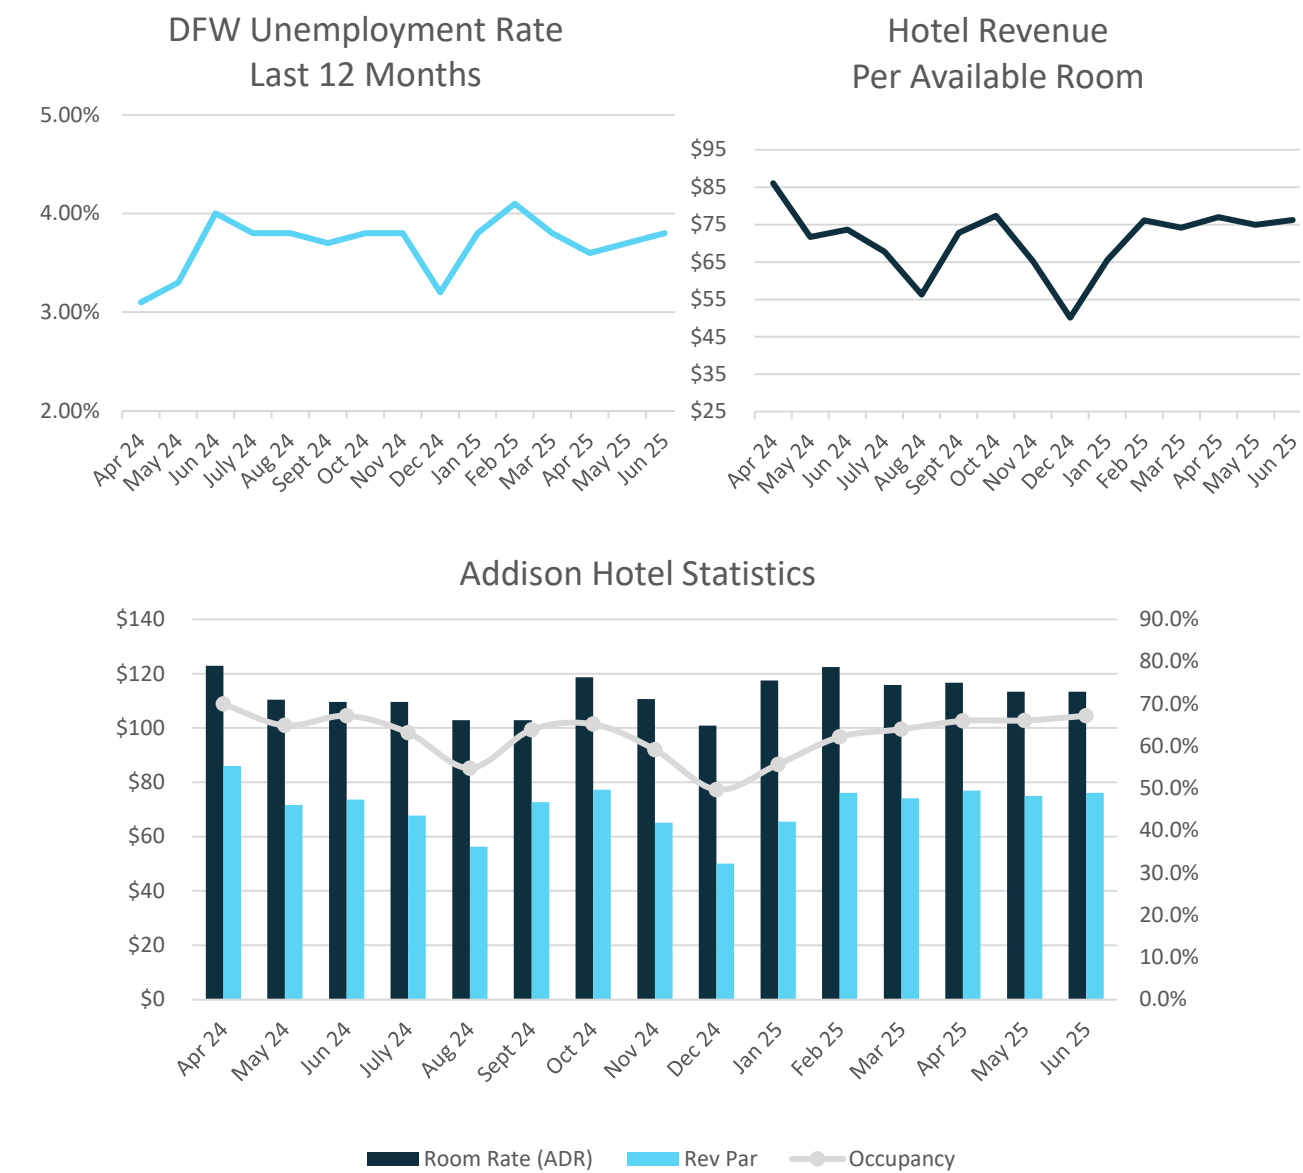 DFW Unemployment Rate
Last 12 Months
5.00%
4.00%
3.00%
2.00%
Apr 24
May 24
Jun 24
July 24
Aug 24
Sept 24
Oct 24
Nov 24
Dec 24
Jan 25
Feb 25
Mar 25
Apr 25
May 25
Jun 25
Hotel Revenue
Per Available Room
$95
$85
$75
$65
$55
$45
$35
$25
Apr 24
May 24
Jun 24
July 24
Aug 24
Sept 24
Oct 24
Nov 24
Dec 24
Jan 25
Feb 25
Mar 25
Apr 25
May 25
Jun 25
Addison Hotel Statistics
$140
$120
$100
$80
$60
$40
$20
$0
90.0%
80.0%
70.0%
60.0%
50.0%
40.0%
30.0%
20.0%
10.0%
0.0%
Apr 24
May 24
Jun 24
July 24
Aug 24
Sept 24
Oct 24
Nov 24
Dec 24
Jan 25
Feb 25
Mar 25
Apr 25
May 25
Jun 25
Room Rate (ADR)
Rev Par
Occupancy